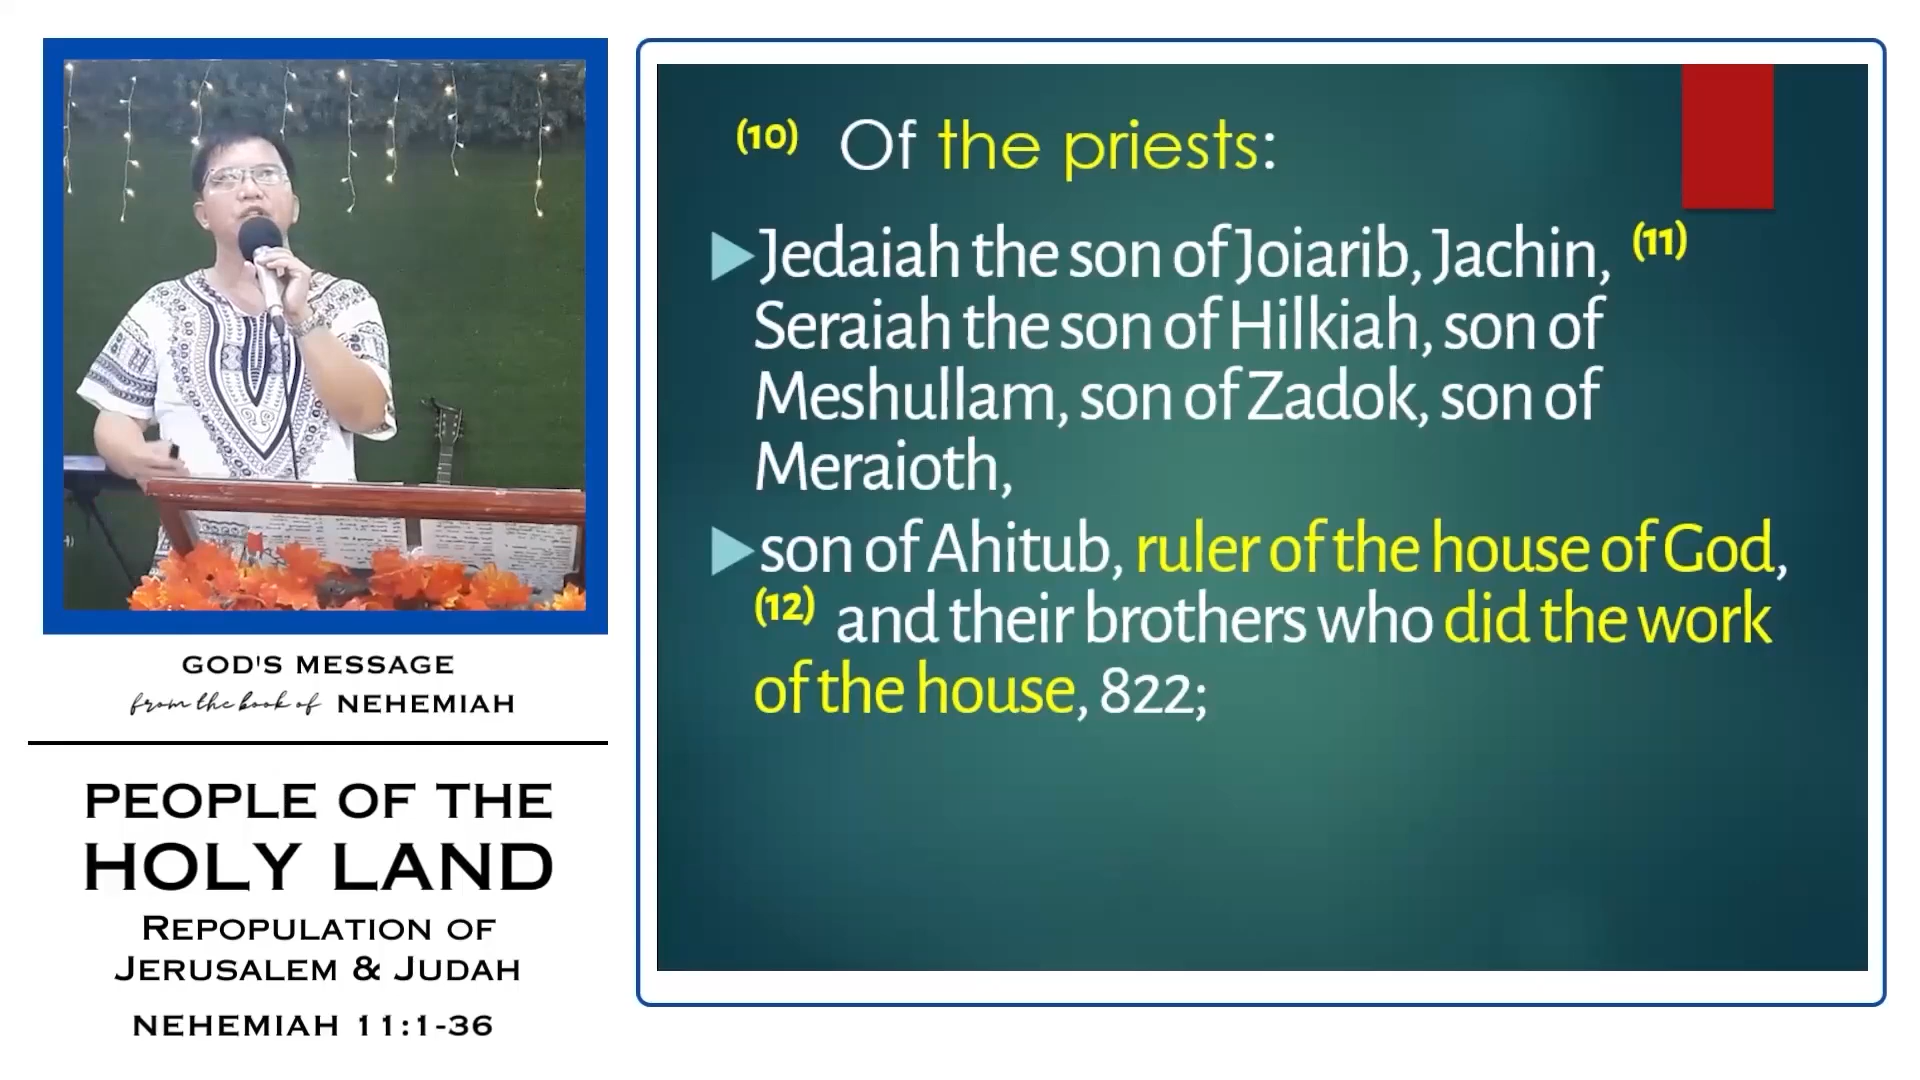 GOD'S MESSAGE
from the book of NEHEMIAH
PEOPLE OF THE
HOLY LAND
REPOPULATION OF
JERUSALEM & JUDAH
NEHEMIAH 11:1-36
(10) Of the priests:
Jedaiah the son of Joiarib, Jachin, (11)
Seraiah the son of Hilkiah, son of
Meshullam, son of Zadok, son of
Meraioth,
son of Ahitub, ruler of the house of God,
(12) and their brothers who did the work
of the house, 822;